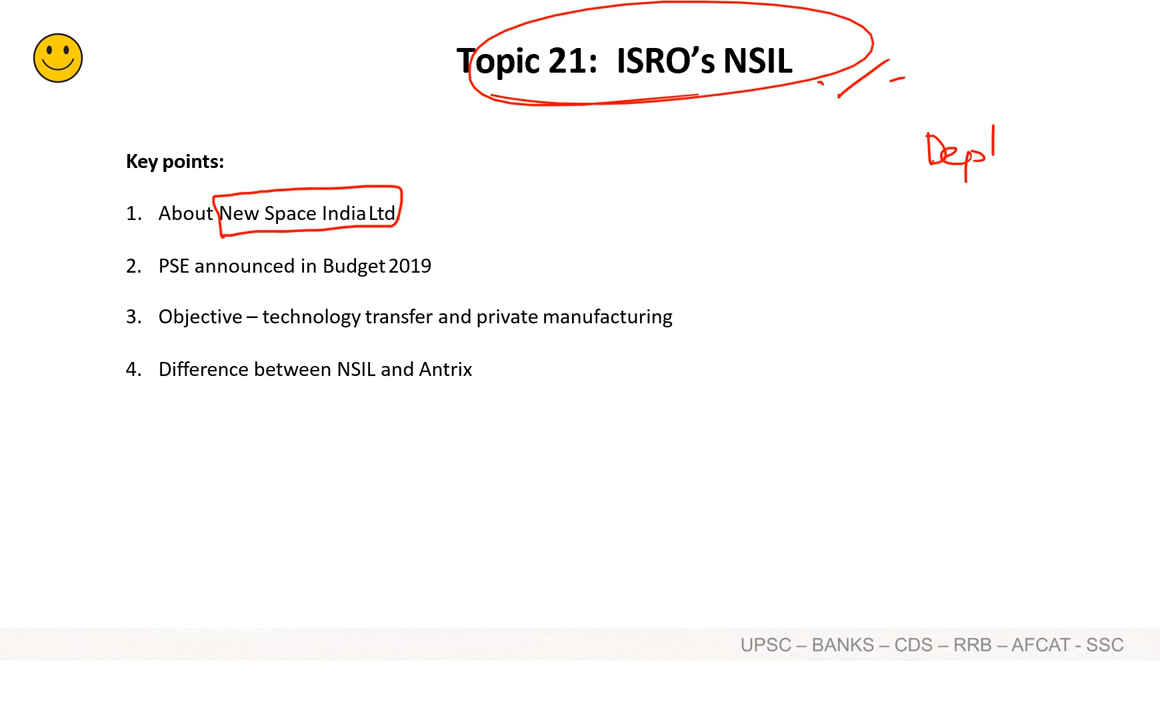 Topic 21: ISRO's NSIL
Dept
Key points:
1. About New Space India Ltd
2. PSE announced in Budget 2019
3. Objective – technology transfer and private manufacturing
4. Difference between NSIL and Antrix
UPSC – BANKS – CDS – RRB – AFCAT - SSC